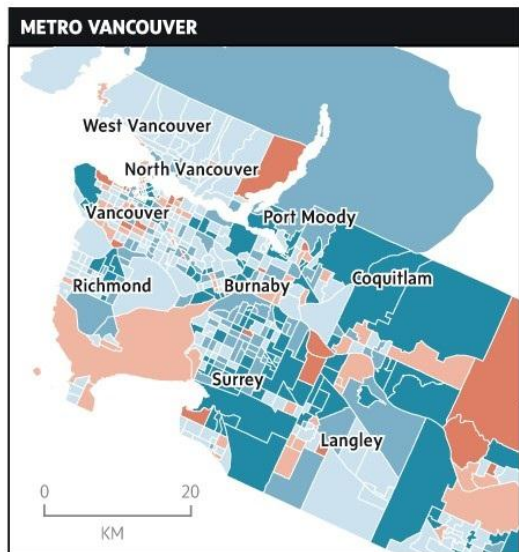 METRO VANCOUVER
West Vancouver
North Vancouver
Vancouver
Port Moody
Richmond
Burnaby
Coquitlam
Surrey
Langley
0 20
KM